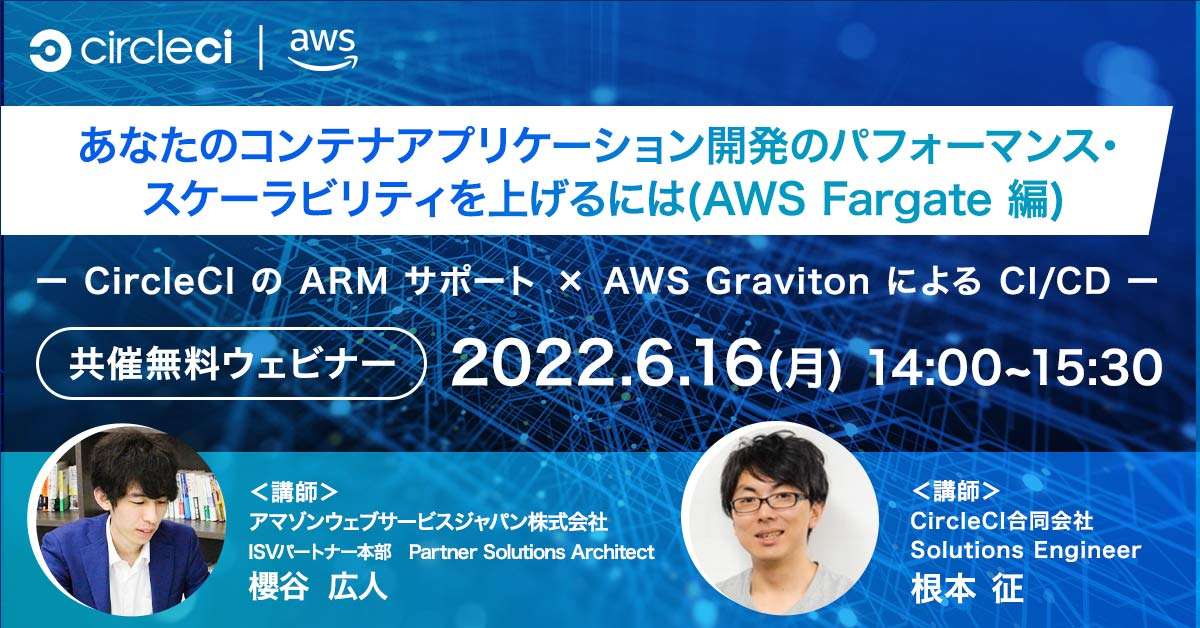 circleci | aws
あなたのコンテナアプリケーション開発のパフォーマンス・
スケーラビリティを上げるには(AWS Fargate 編)
ー CircleCI の ARM サポート × AWS Graviton による CI/CD ー
共催無料ウェビナー 2022.6.16(月) 14:00~15:30
＜講師＞
アマゾンウェブサービスジャパン株式会社
ISVパートナー本部　Partner Solutions Architect
櫻谷 広人
＜講師＞
CircleCI合同会社
Solutions Engineer
根本 征